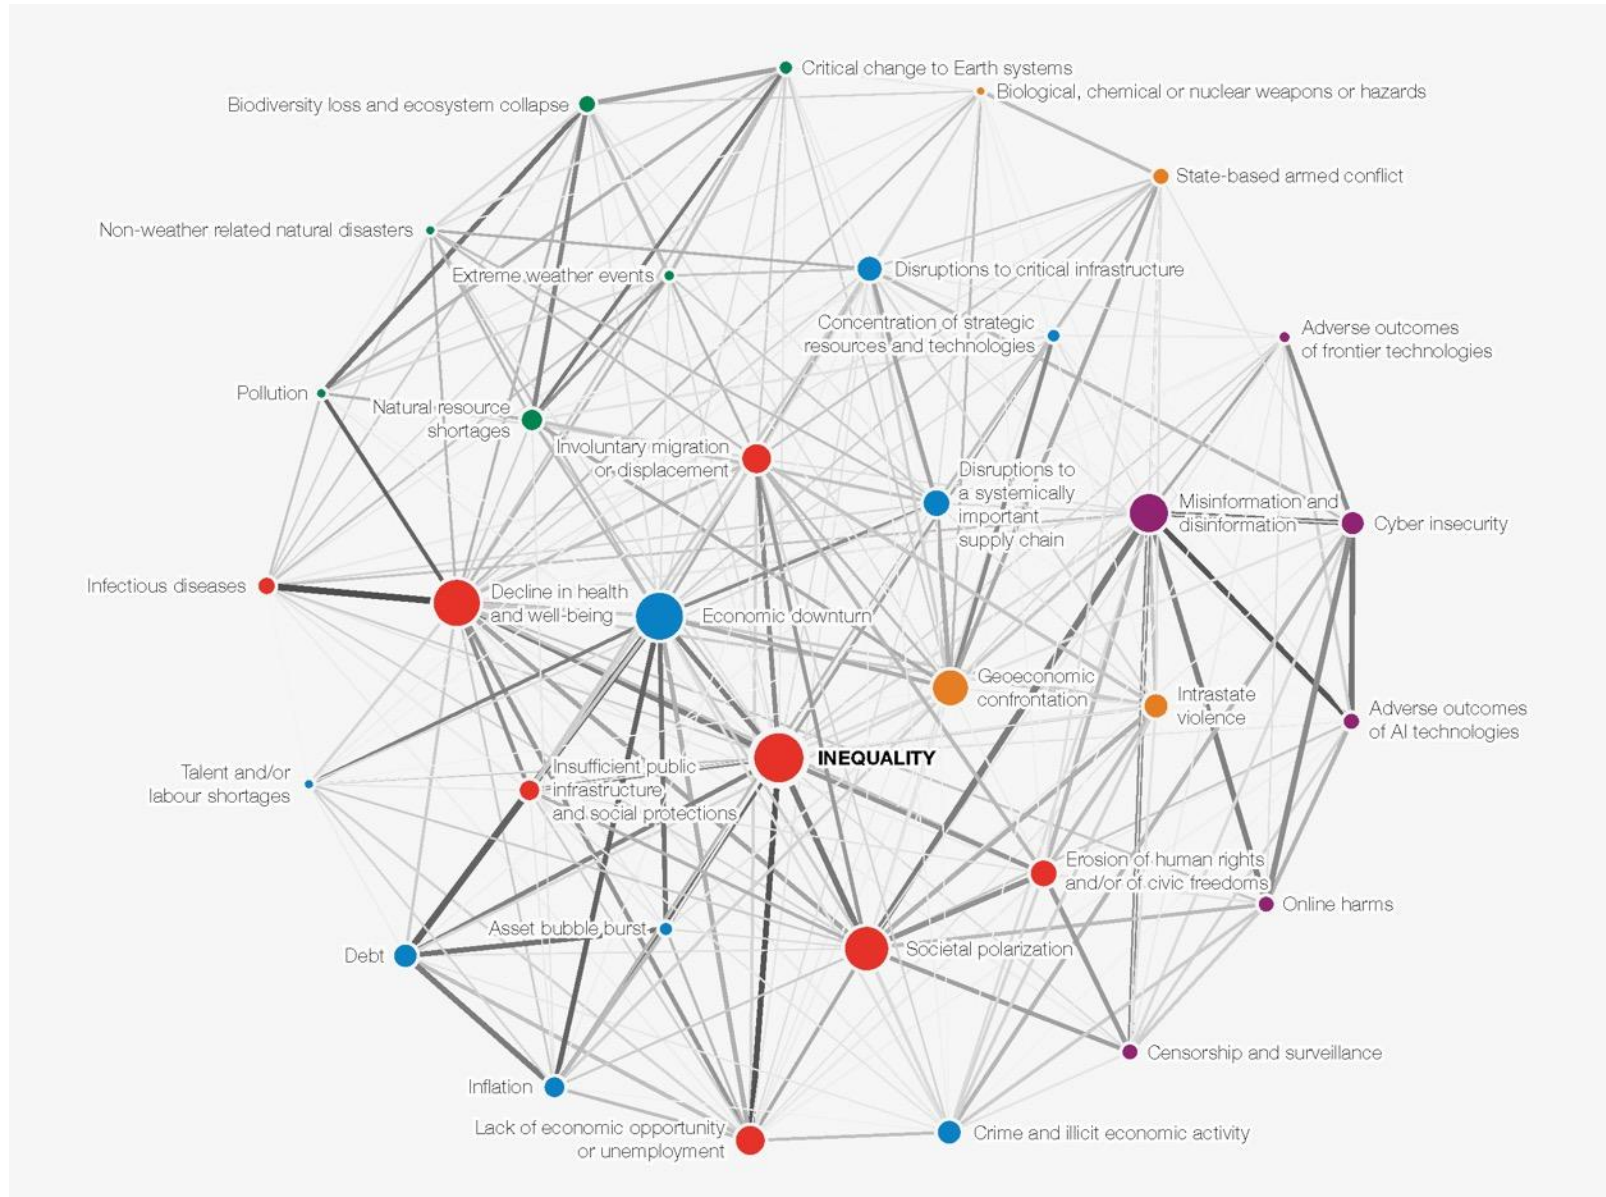 Critical change to Earth systems
Biological, chemical or nuclear weapons or hazards
Biodiversity loss and ecosystem collapse
State-based armed conflict
Non-weather related natural disasters
Extreme weather events
Disruptions to critical infrastructure
Concentration of strategic
resources and technologies
Adverse outcomes
of frontier technologies
Pollution
Natural resource
shortages
Involuntary migration
or displacement
Disruptions to
a systemically
important
supply chain
Misinformation and
disinformation
Cyber insecurity
Infectious diseases
Decline in health
and well-being
Economic downturn
Geoeconomic
confrontation
Intrastate
violence
Adverse outcomes
of AI technologies
INEQUALITY
Talent and/or
labour shortages
Insufficient public
infrastructure
and social protections
Erosion of human rights
and/or of civic freedoms
Online harms
Asset bubble burst
Societal polarization
Debt
Censorship and surveillance
Inflation
Lack of economic opportunity
or unemployment
Crime and illicit economic activity